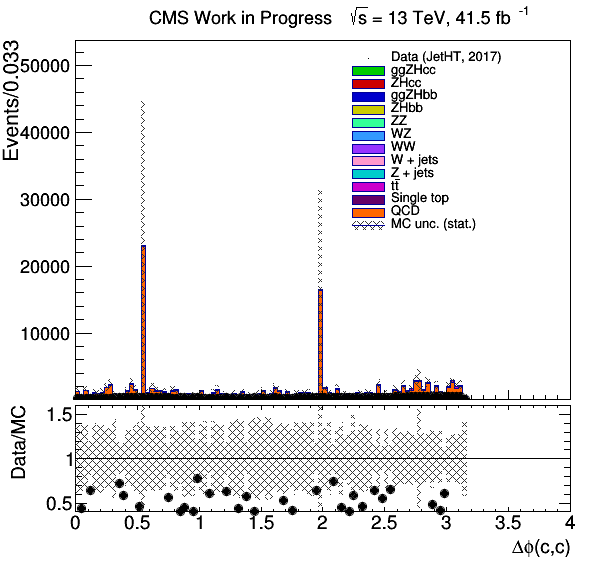 CMS Work in Progress √s = 13 TeV, 41.5 fb⁻¹
Events/0.033
50000
40000
30000
20000
10000
Data (JetHT, 2017)
ggZHcc
ZHcc
ggZHbb
ZHbb
ZZ
WZ
WW
W + jets
Z + jets
tt̄
Single top
QCD
MC unc. (stat.)
Data/MC
1.5
1
0.5
0 0.5 1 1.5 2 2.5 3 3.5 4
Δϕ(c,c)